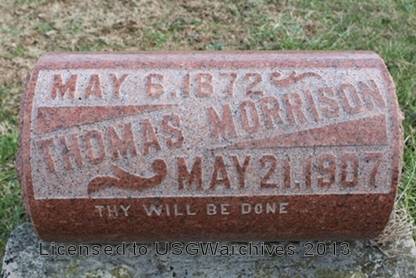 MAY 6.1872
THOMAS MORRISON
MAY 21.1907
THY WILL BE DONE
Licensed to USGWarchives 2013